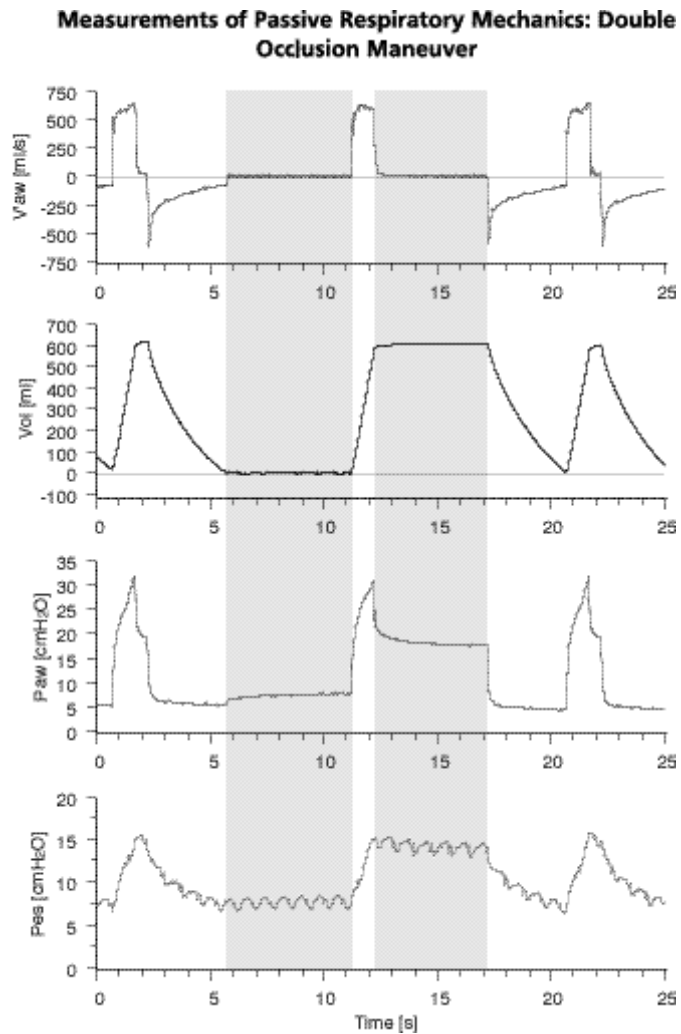 Measurements of Passive Respiratory Mechanics: Double
Occlusion Maneuver
V'aw [ml/s]
750
500
250
0
-250
-500
-750
0 5 10 15 20 25
Vol [ml]
700
600
500
400
300
200
100
0
-100
0 5 10 15 20 25
Paw [cmH2O]
35
30
25
20
15
10
5
0
0 5 10 15 20 25
Pes [cmH2O]
20
15
10
5
0
0 5 10 15 20 25
Time [s]